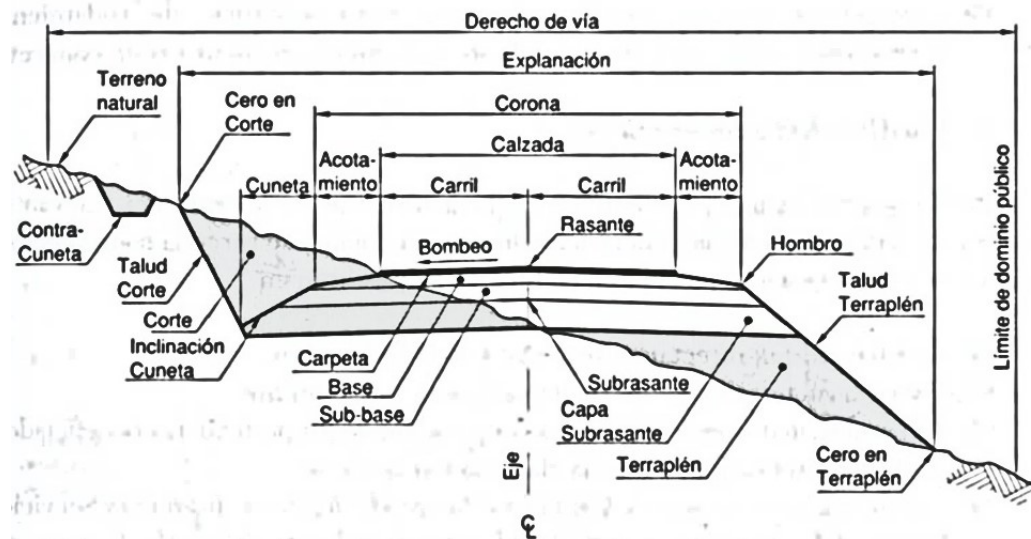 Derecho de vía
Explanación
Terreno
natural
Cero en
Corte
Corona
Calzada
Acota-
miento
Acota-
miento
Cuneta
Carril
Carril
Contra-
Cuneta
Talud
Corte
Bombeo
Rasante
Hombro
Talud
Terraplén
Límite de dominio público
Corte
Inclinación
Cuneta
Carpeta
Base
Sub-base
Subrasante
Capa
Subrasante
Terraplén
Cero en
Terraplén
Eje
℄